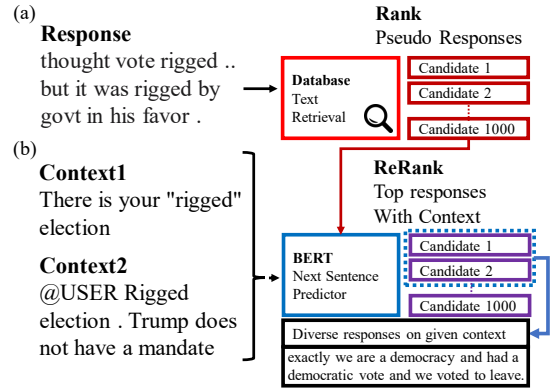 (a)
Response
thought vote rigged ..
but it was rigged by
govt in his favor .
Database
Text
Retrieval
Rank
Pseudo Responses
Candidate 1
Candidate 2
Candidate 1000
(b)
Context1
There is your "rigged"
election
Context2
@USER Rigged
election . Trump does
not have a mandate
BERT
Next Sentence
Predictor
ReRank
Top responses
With Context
Candidate 1
Candidate 2
Candidate 1000
Diverse responses on given context
exactly we are a democracy and had a
democratic vote and we voted to leave.